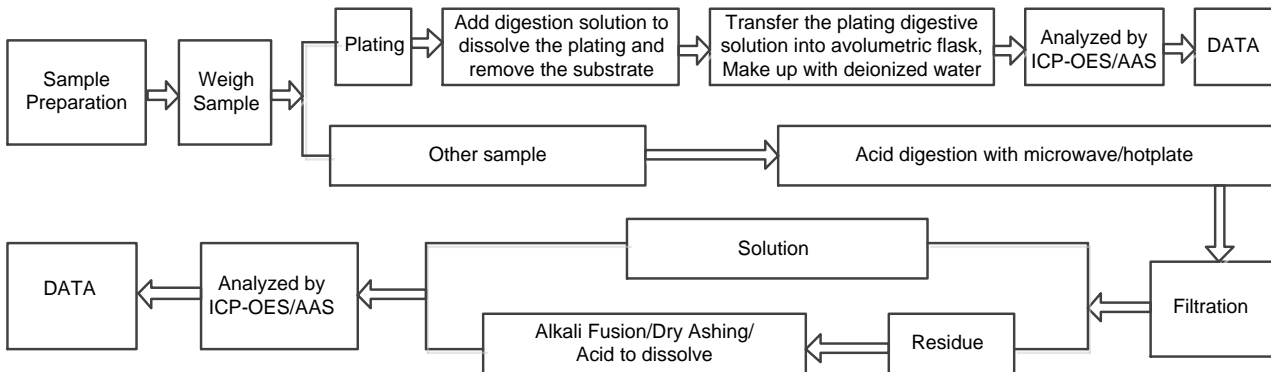 Sample
Preparation
Weigh
Sample
Plating
Add digestion solution to
dissolve the plating and
remove the substrate
Transfer the plating digestive
solution into avolumetric flask,
Make up with deionized water
Analyzed by
ICP-OES/AAS
DATA
Other sample
Acid digestion with microwave/hotplate
Filtration
Solution
Residue
Alkali Fusion/Dry Ashing/
Acid to dissolve
Analyzed by
ICP-OES/AAS
DATA